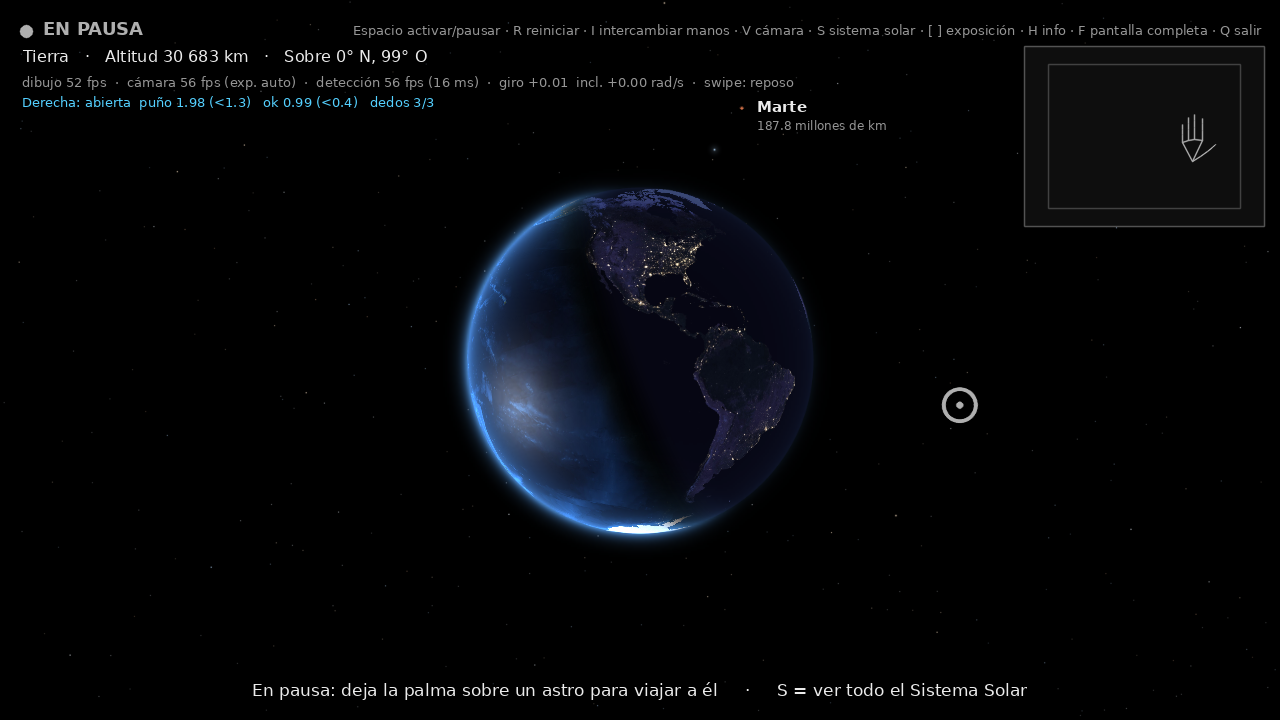 EN PAUSA
Espacio activar/pausar · R reiniciar · I intercambiar manos · V cámara · S sistema solar · [ ] exposición · H info · F pantalla completa · Q salir
Tierra · Altitud 30 683 km · Sobre 0° N, 99° O
dibujo 52 fps · cámara 56 fps (exp. auto) · detección 56 fps (16 ms) · giro +0.01 incl. +0.00 rad/s · swipe: reposo
Derecha: abierta puño 1.98 (<1.3) ok 0.99 (<0.4) dedos 3/3
Marte
187.8 millones de km
En pausa: deja la palma sobre un astro para viajar a él · S = ver todo el Sistema Solar